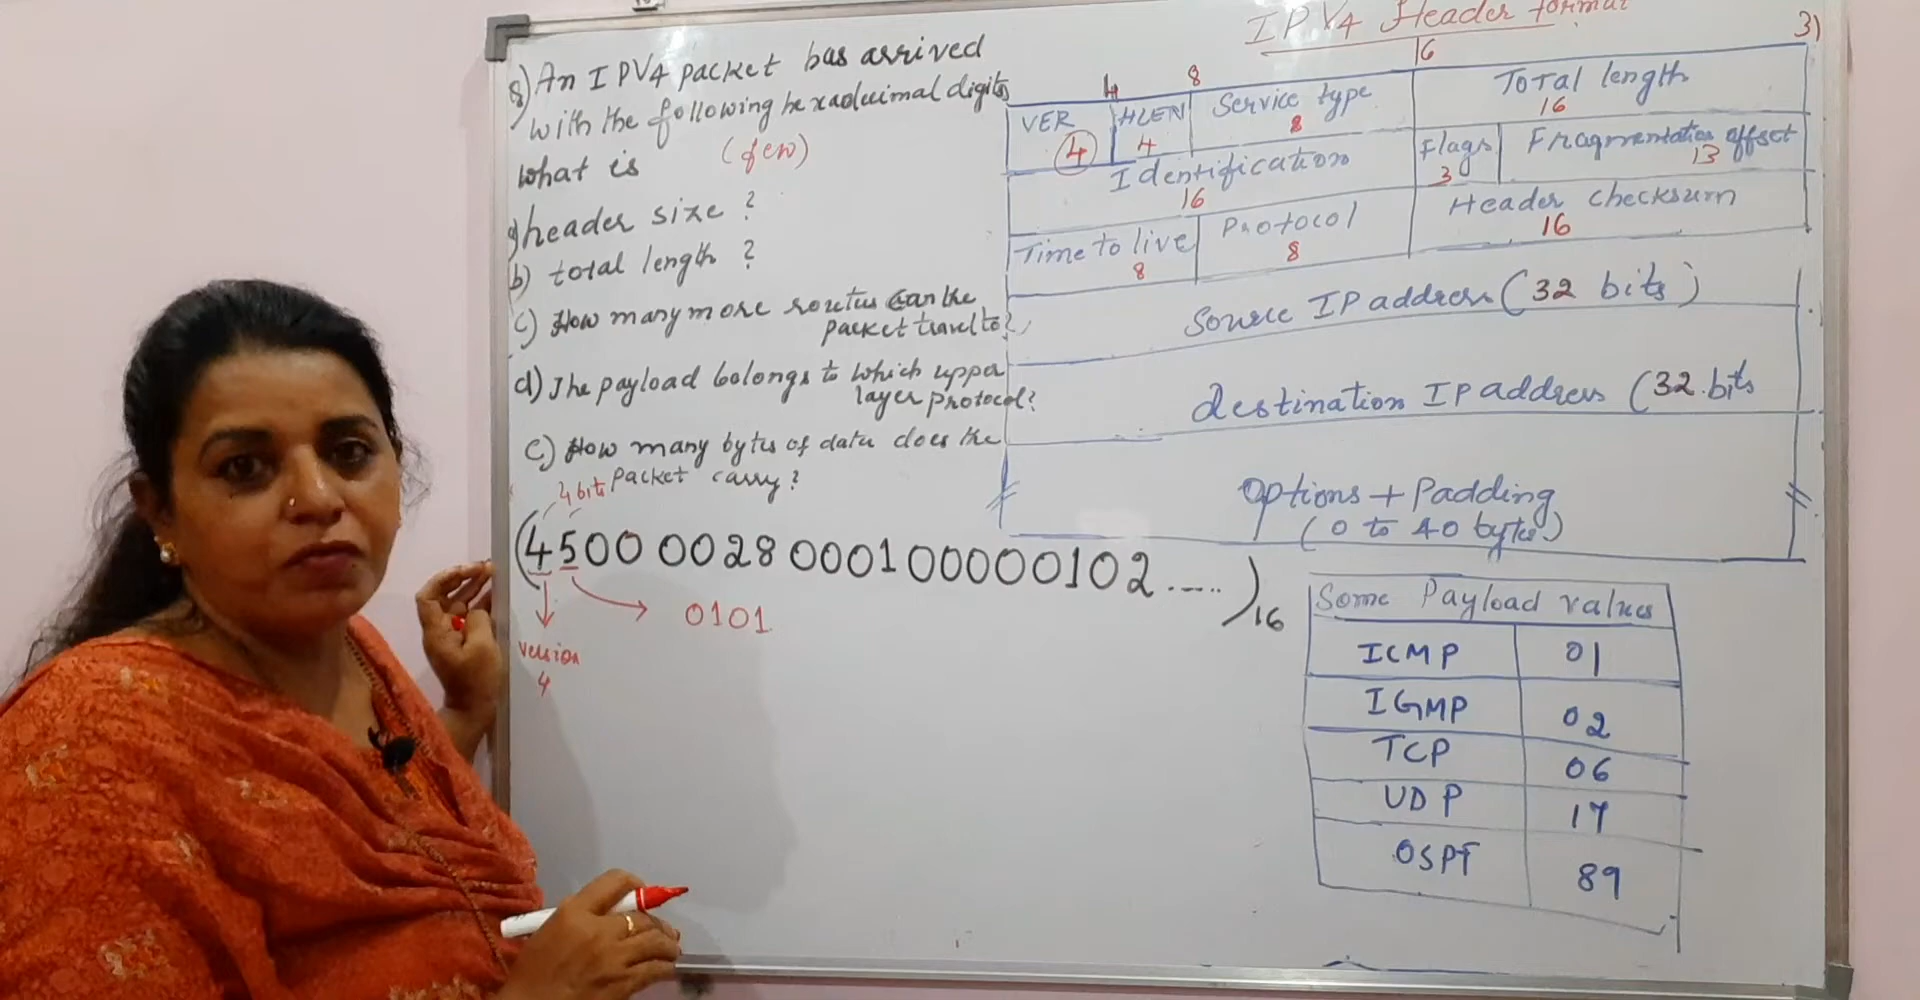 8) An IPV4 packet has arrived
with the following hexadecimal digits
(few)
What is
a) header size ?
b) total length ?
c) How many more routes can the
packet travel to?
d) The payload belongs to which upper
layer protocol?
e) How many bytes of data does the
packet carry?
4 bits
(4500 0028 000100000102.....)16
0101
version
4
IPV4 Header format
3)
4 8 16
VER 4
HLEN 4
Service type 8
Total length 16
Identification 16
Flags 3
Fragmentation offset 13
Time to live 8
Protocol 8
Header checksum 16
Source IP address (32 bits)
destination IP address (32 bits
Options + Padding
(0 to 40 bytes)
Some Payload values
ICMP 01
IGMP 02
TCP 06
UDP 17
OSPF 89